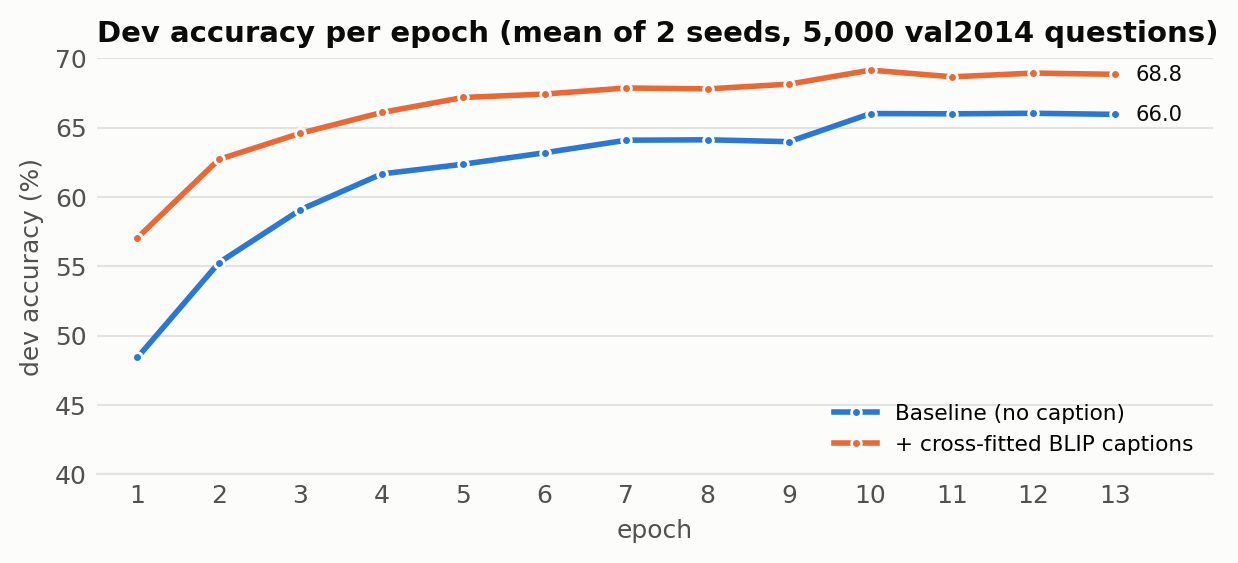 Dev accuracy per epoch (mean of 2 seeds, 5,000 val2014 questions)
dev accuracy (%)
70
65
60
55
50
45
40
68.8
66.0
Baseline (no caption)
+ cross-fitted BLIP captions
1 2 3 4 5 6 7 8 9 10 11 12 13
epoch